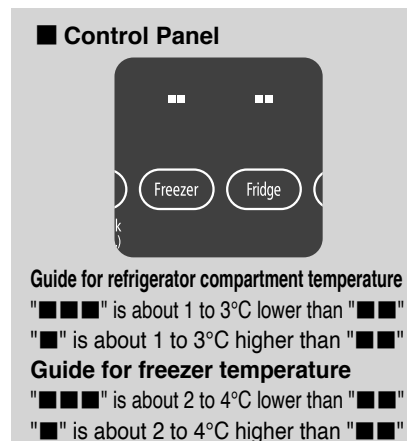 ■ Control Panel
■■ ■■
Freezer Fridge
k
)
Guide for refrigerator compartment temperature
"■■■" is about 1 to 3°C lower than "■■"
"■" is about 1 to 3°C higher than "■■"
Guide for freezer temperature
"■■■" is about 2 to 4°C lower than "■■"
"■" is about 2 to 4°C higher than "■■"